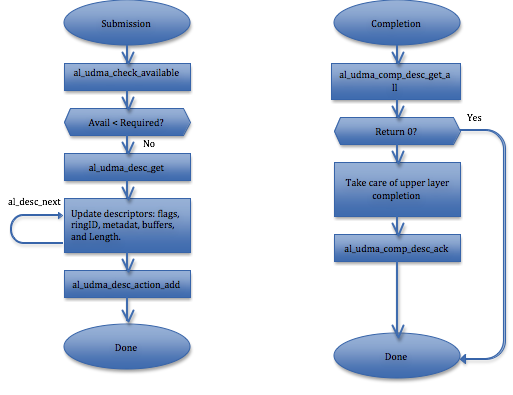 Submission
al_udma_check_available
Avail < Required?
No
al_udma_desc_get
al_desc_next
Update descriptors: flags,
ringID, metadat, buffers,
and Length.
al_udma_desc_action_add
Done
Completion
al_udma_comp_desc_get_a
ll
Return 0?
Yes
Take care of upper layer
completion
al_udma_comp_desc_ack
Done